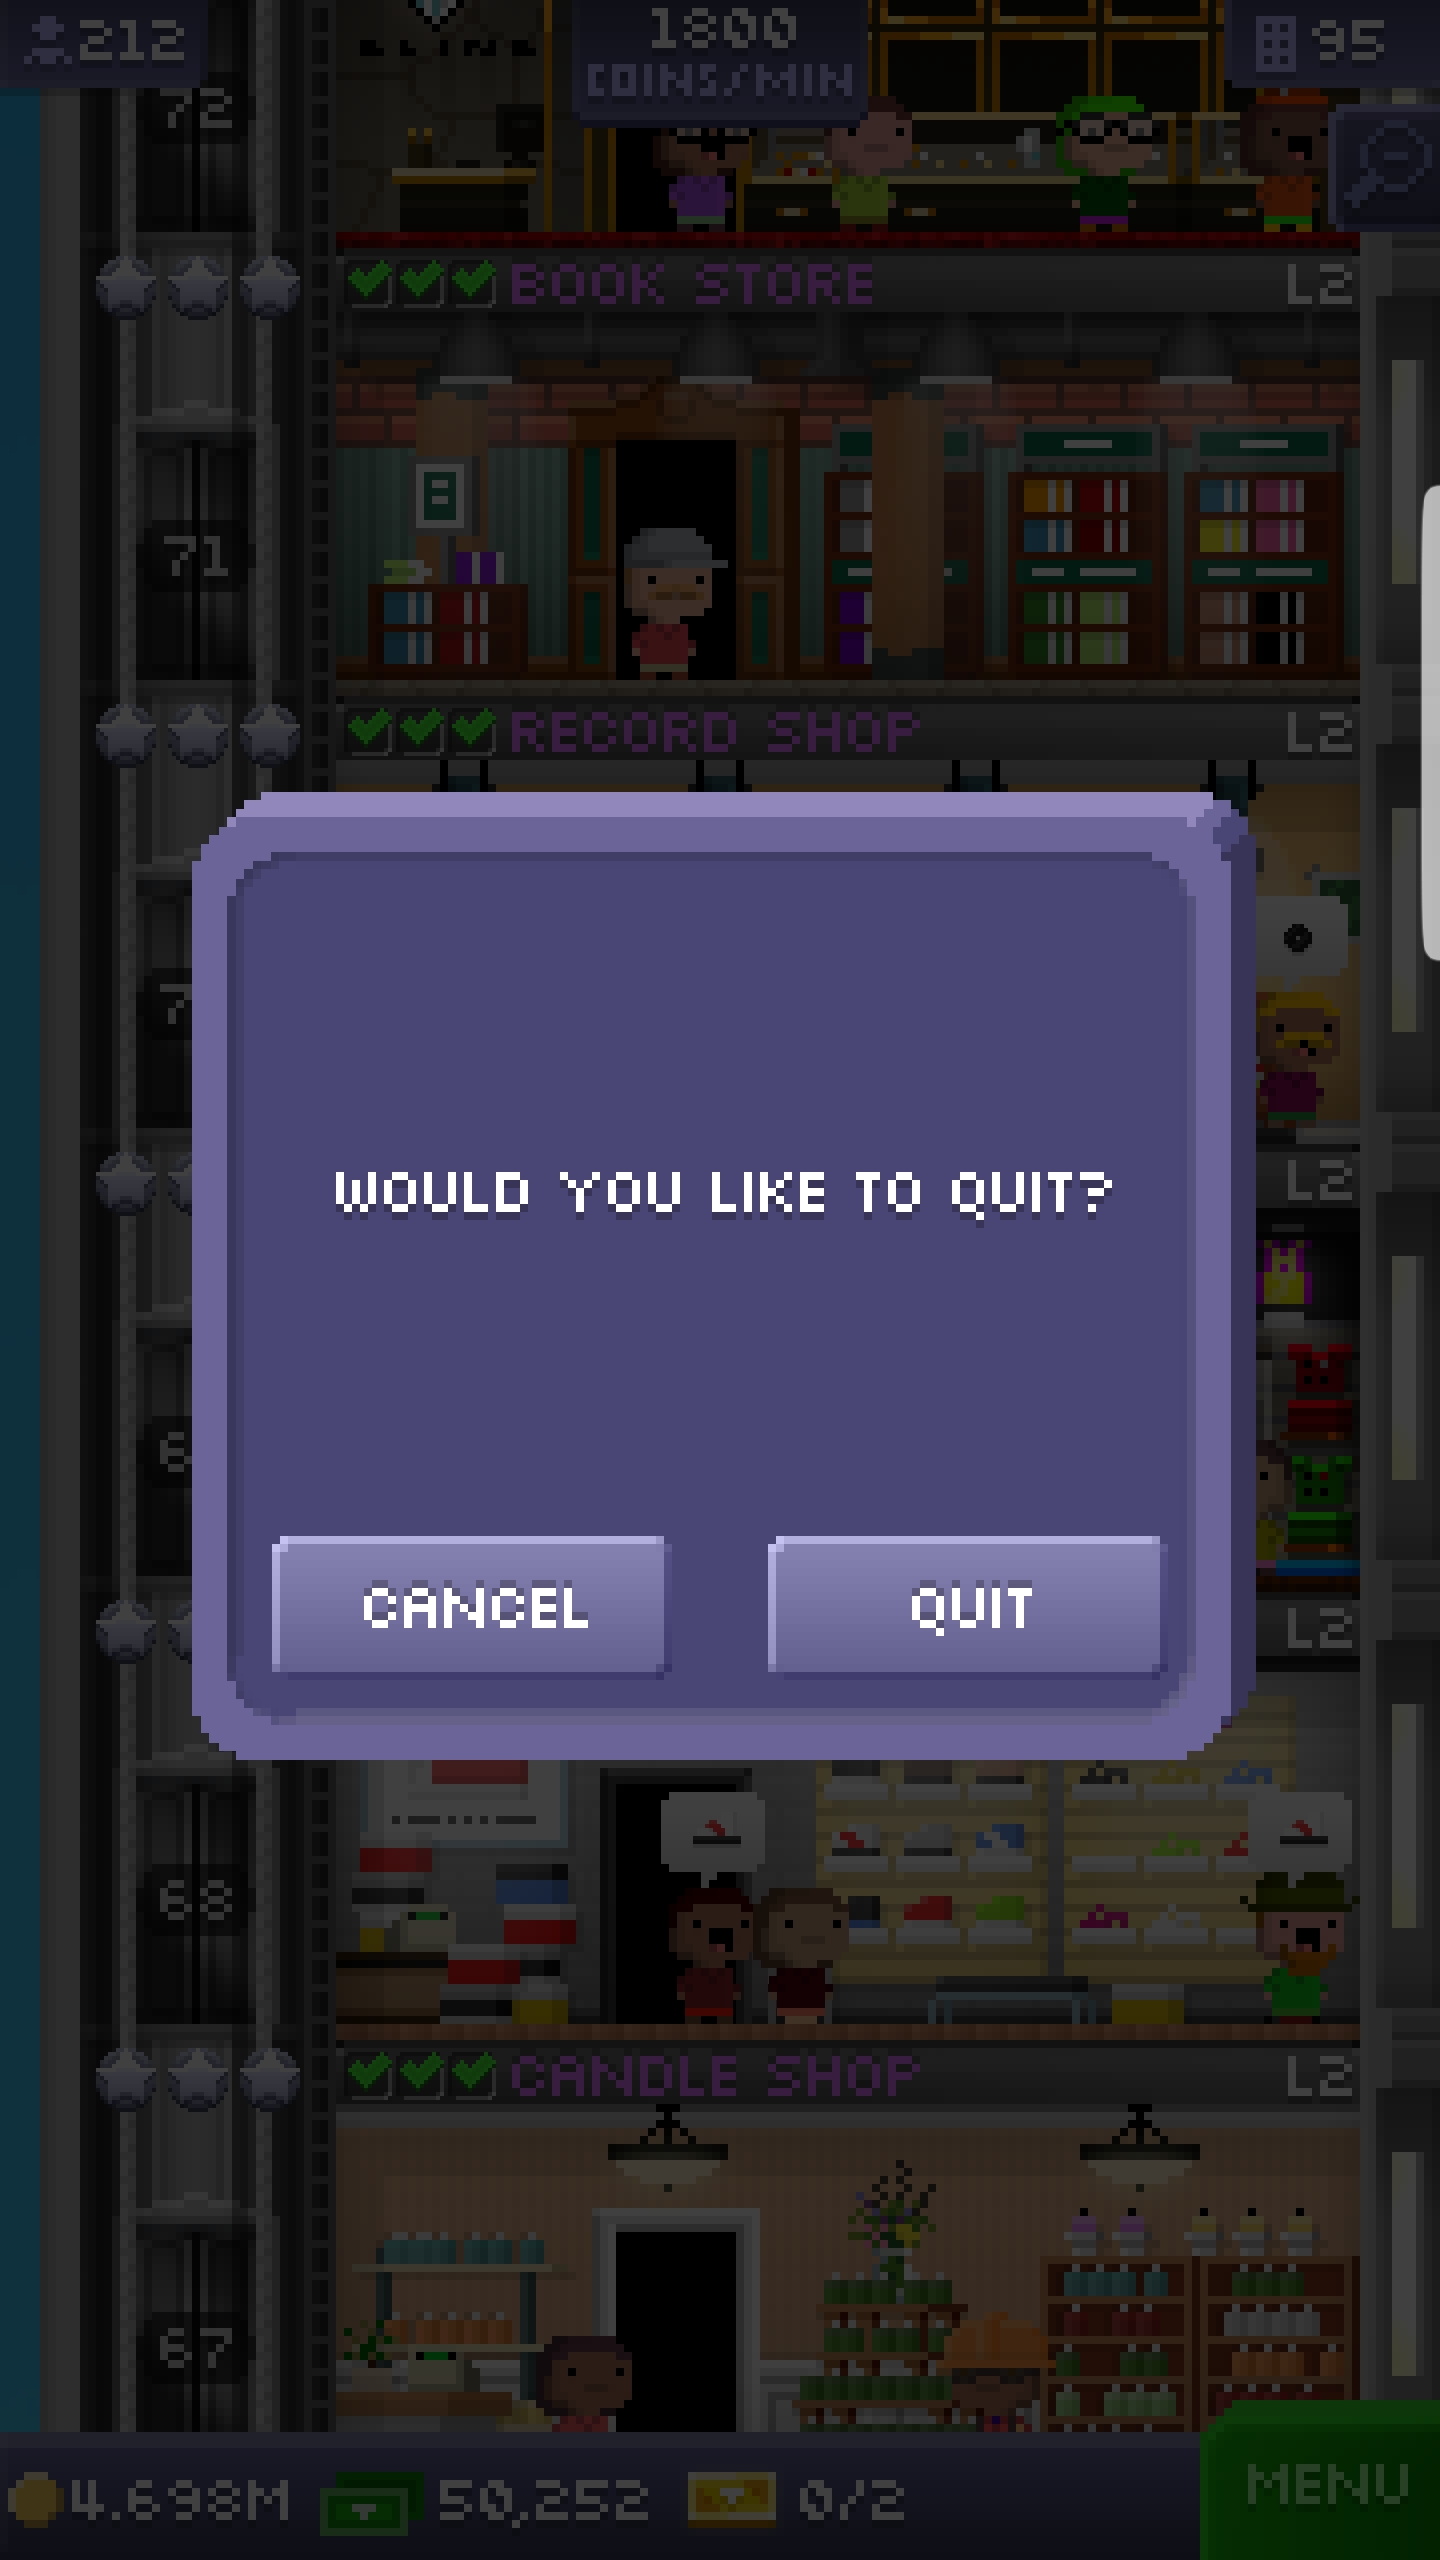 212
1800
COINS/MIN
95
72
BOOK STORE
L2
71
RECORD SHOP
L2
L2
L2
WOULD YOU LIKE TO QUIT?
CANCEL
QUIT
68
CANDLE SHOP
L2
67
4.698M
50,252
0/2
MENU